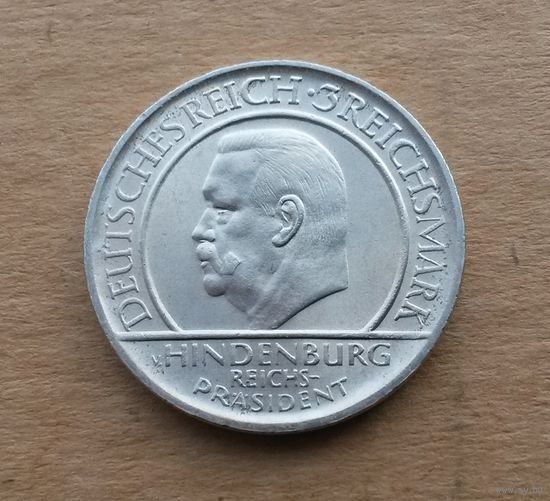 DEUTSCHES REICH · 3 REICHSMARK
v. HINDENBURG
REICHS-
PRÄSIDENT